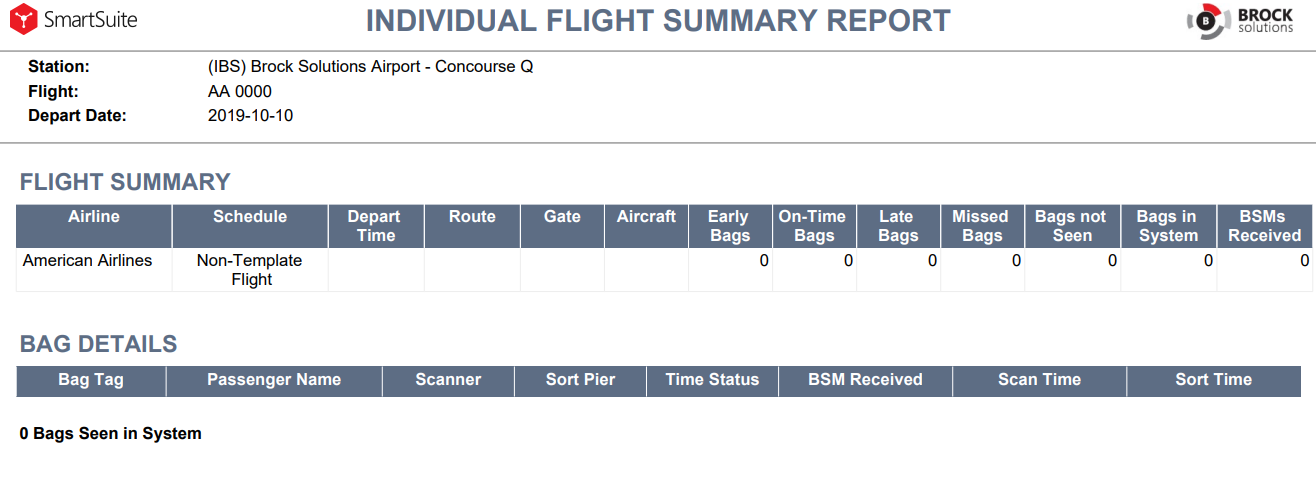 SmartSuite
INDIVIDUAL FLIGHT SUMMARY REPORT
BROCK
solutions
B
Station: (IBS) Brock Solutions Airport - Concourse Q
Flight: AA 0000
Depart Date: 2019-10-10
FLIGHT SUMMARY
Airline Schedule Depart Time Route Gate Aircraft Early Bags On-Time Bags Late Bags Missed Bags Bags not Seen Bags in System BSMs Received
American Airlines Non-Template Flight 0 0 0 0 0 0 0
BAG DETAILS
Bag Tag Passenger Name Scanner Sort Pier Time Status BSM Received Scan Time Sort Time
0 Bags Seen in System